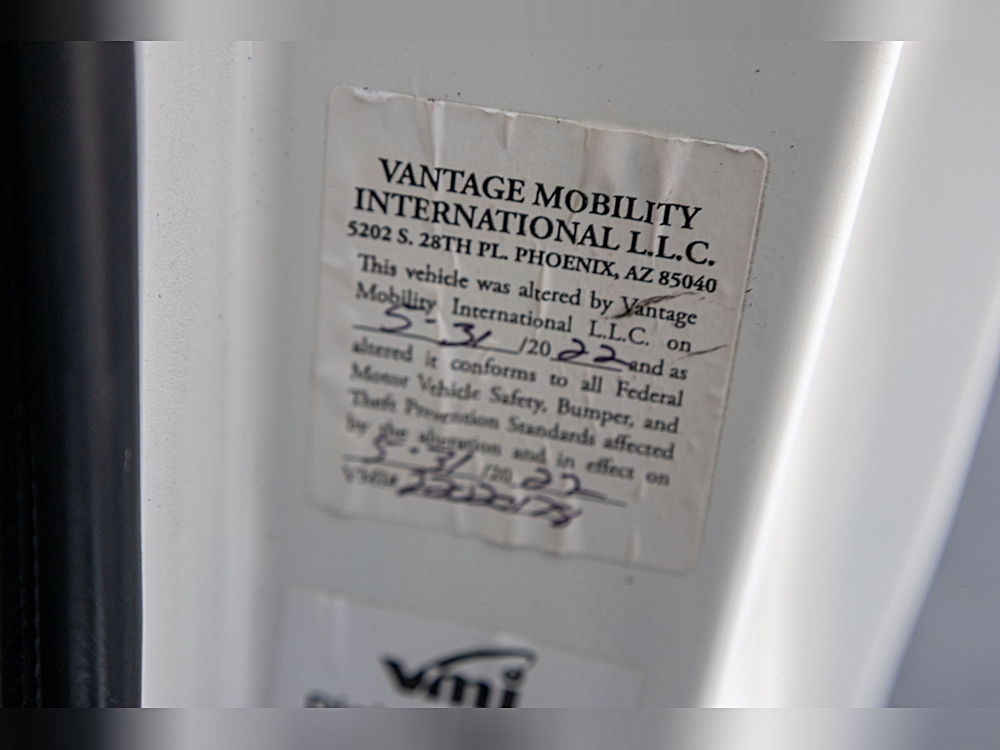 VANTAGE MOBILITY
INTERNATIONAL L.L.C.
5202 S. 28TH PL. PHOENIX, AZ 85040
This vehicle was altered by Vantage
Mobility International L.L.C. on
5-31 /20 22 and as
altered it conforms to all Federal
Motor Vehicle Safety, Bumper, and
Theft Prevention Standards affected
by the alteration and in effect on
5-31 /20 22
vmi